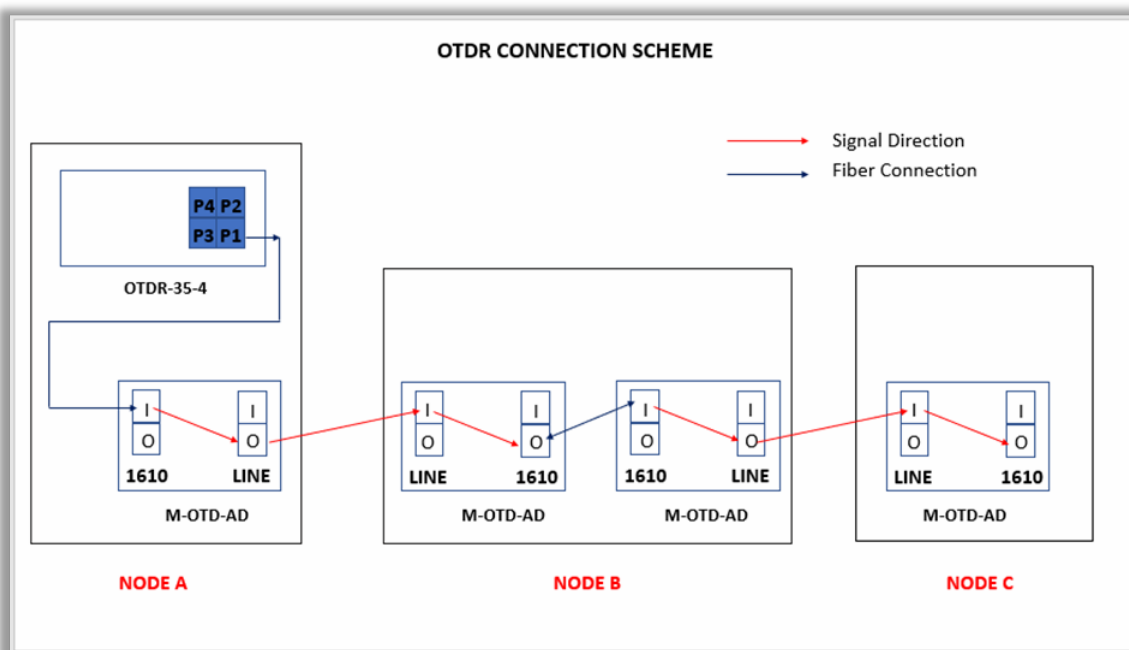 OTDR CONNECTION SCHEME
Signal Direction
Fiber Connection
P4 P2
P3 P1
OTDR-35-4
I I I I I I I I
O O O O O O O O
1610 LINE LINE 1610 1610 LINE LINE 1610
M-OTD-AD M-OTD-AD M-OTD-AD M-OTD-AD
NODE A NODE B NODE C